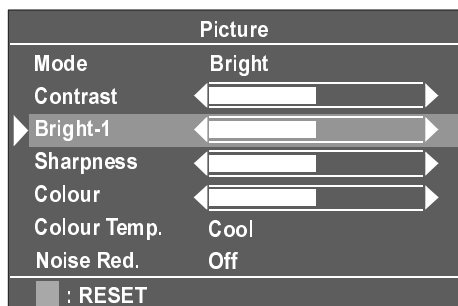 Picture
Mode Bright
Contrast
Bright-1
Sharpness
Colour
Colour Temp. Cool
Noise Red. Off
: RESET